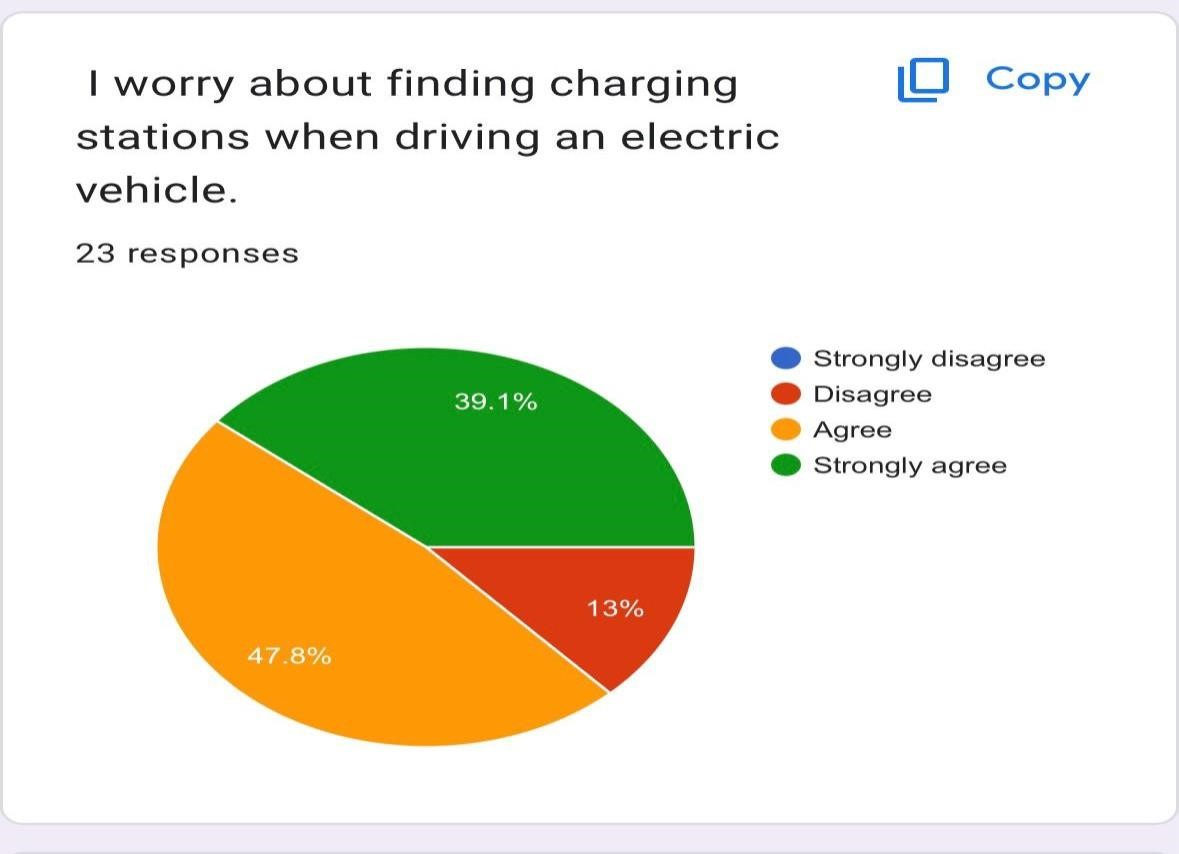 I worry about finding charging
stations when driving an electric
vehicle.
Copy
23 responses
39.1%
13%
47.8%
Strongly disagree
Disagree
Agree
Strongly agree